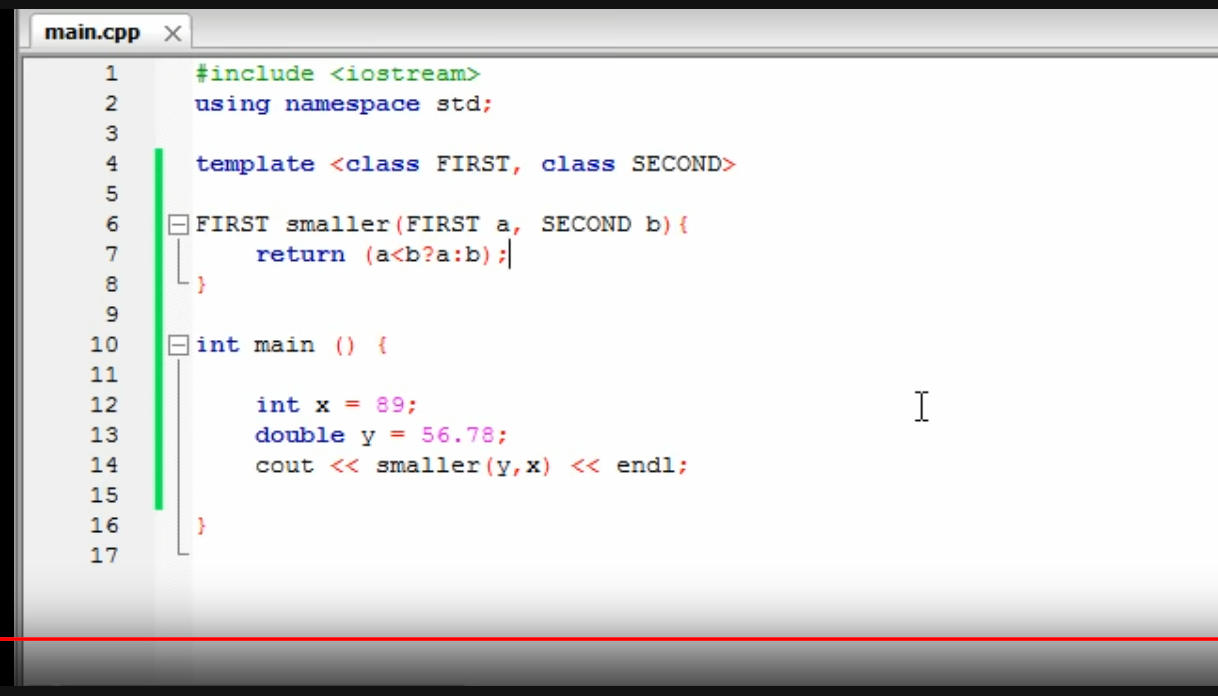 main.cpp
1 #include <iostream>
2 using namespace std;
3
4 template <class FIRST, class SECOND>
5
6 FIRST smaller(FIRST a, SECOND b){
7 return (a<b?a:b);
8 }
9
10 int main () {
11
12 int x = 89;
13 double y = 56.78;
14 cout << smaller(y,x) << endl;
15
16 }
17